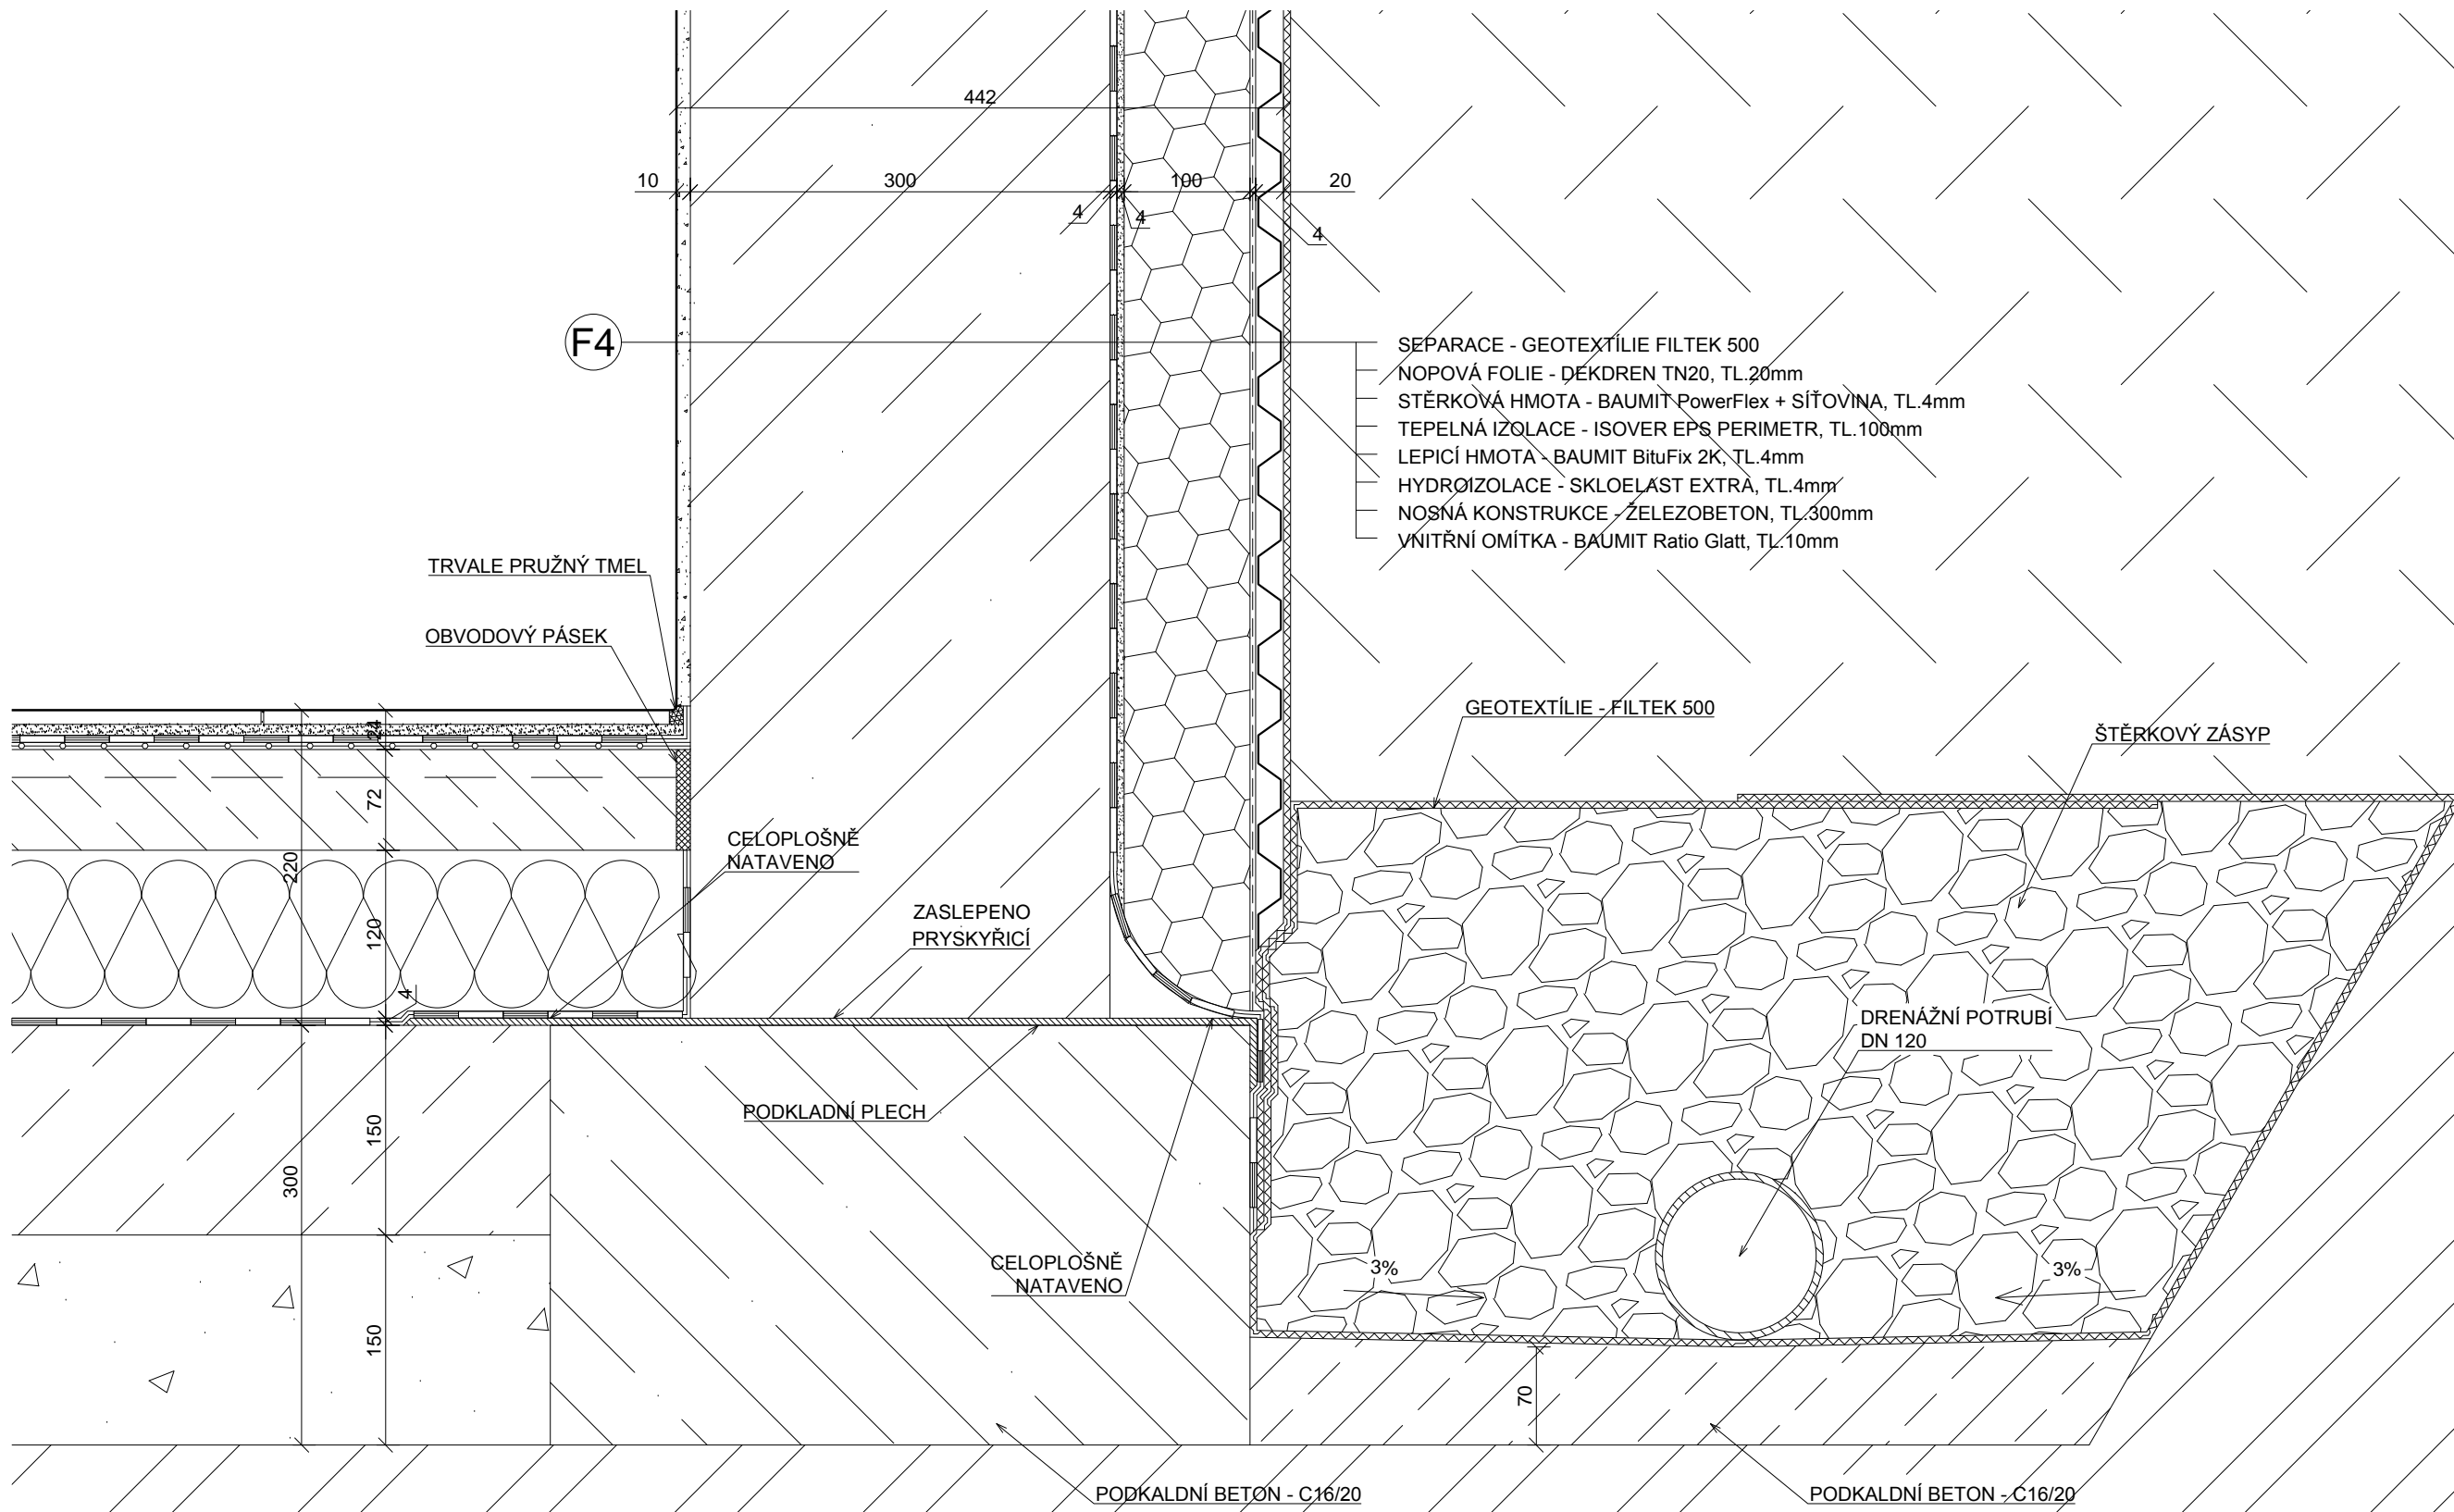 442
10
300
100
20
4
4
4
F4
SEPARACE - GEOTEXTÍLIE FILTEK 500
NOPOVÁ FOLIE - DEKDREN TN20, TL.20mm
STĚRKOVÁ HMOTA - BAUMIT PowerFlex + SÍŤOVINA, TL.4mm
TEPELNÁ IZOLACE - ISOVER EPS PERIMETR, TL.100mm
LEPICÍ HMOTA - BAUMIT BituFix 2K, TL.4mm
HYDROIZOLACE - SKLOELAST EXTRA, TL.4mm
NOSNÁ KONSTRUKCE - ŽELEZOBETON, TL.300mm
VNITŘNÍ OMÍTKA - BAUMIT Ratio Glatt, TL.10mm
TRVALE PRUŽNÝ TMEL
OBVODOVÝ PÁSEK
GEOTEXTÍLIE - FILTEK 500
ŠTĚRKOVÝ ZÁSYP
24
72
220
120
4
CELOPLOŠNĚ
NATAVENO
ZASLEPENO
PRYSKYŘICÍ
DRENÁŽNÍ POTRUBÍ
DN 120
PODKLADNÍ PLECH
150
300
CELOPLOŠNĚ
NATAVENO
3%
3%
150
70
PODKALDNÍ BETON - C16/20
PODKALDNÍ BETON - C16/20